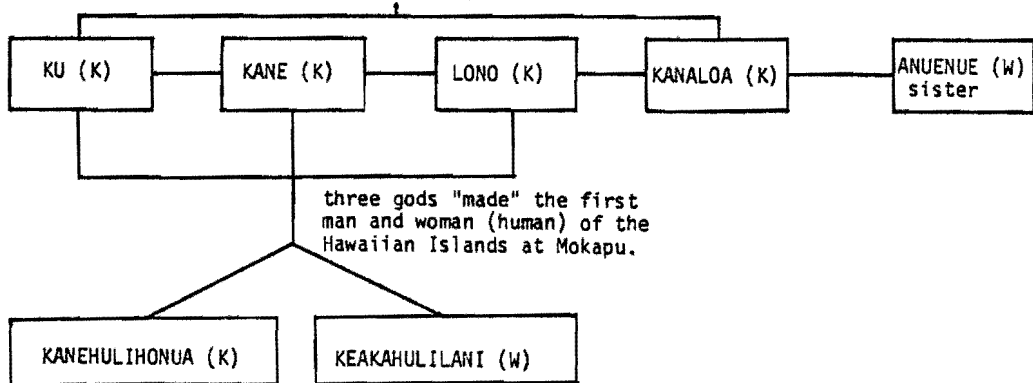 KU (K)
KANE (K)
LONO (K)
KANALOA (K)
ANUENUE (W)
sister
three gods "made" the first
man and woman (human) of the
Hawaiian Islands at Mokapu.
KANEHULIHONUA (K)
KEAKAHULILANI (W)